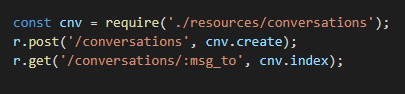 const cnv = require('./resources/conversations');
r.post('/conversations', cnv.create);
r.get('/conversations/:msg_to', cnv.index);